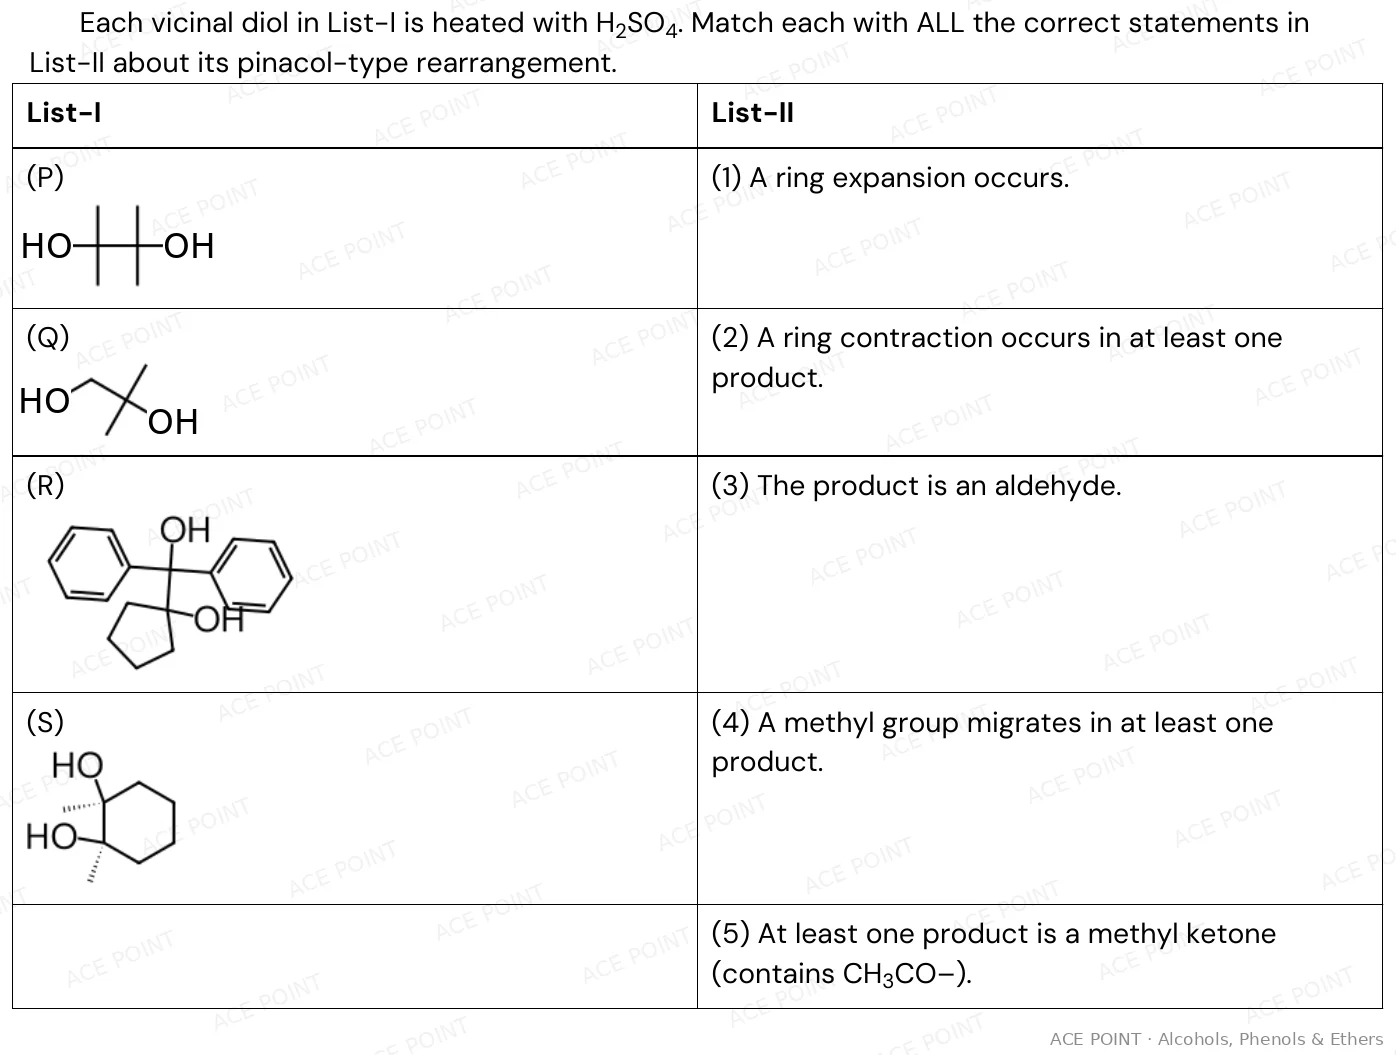 Each vicinal diol in List-I is heated with H₂SO₄. Match each with ALL the correct statements in
List-II about its pinacol-type rearrangement.
List-I
List-II
(P)
HO
OH
(1) A ring expansion occurs.
(Q)
HO
OH
(2) A ring contraction occurs in at least one
product.
(R)
OH
OH
(3) The product is an aldehyde.
(S)
HO
HO
(4) A methyl group migrates in at least one
product.
(5) At least one product is a methyl ketone
(contains CH₃CO–).
ACE POINT · Alcohols, Phenols & Ethers